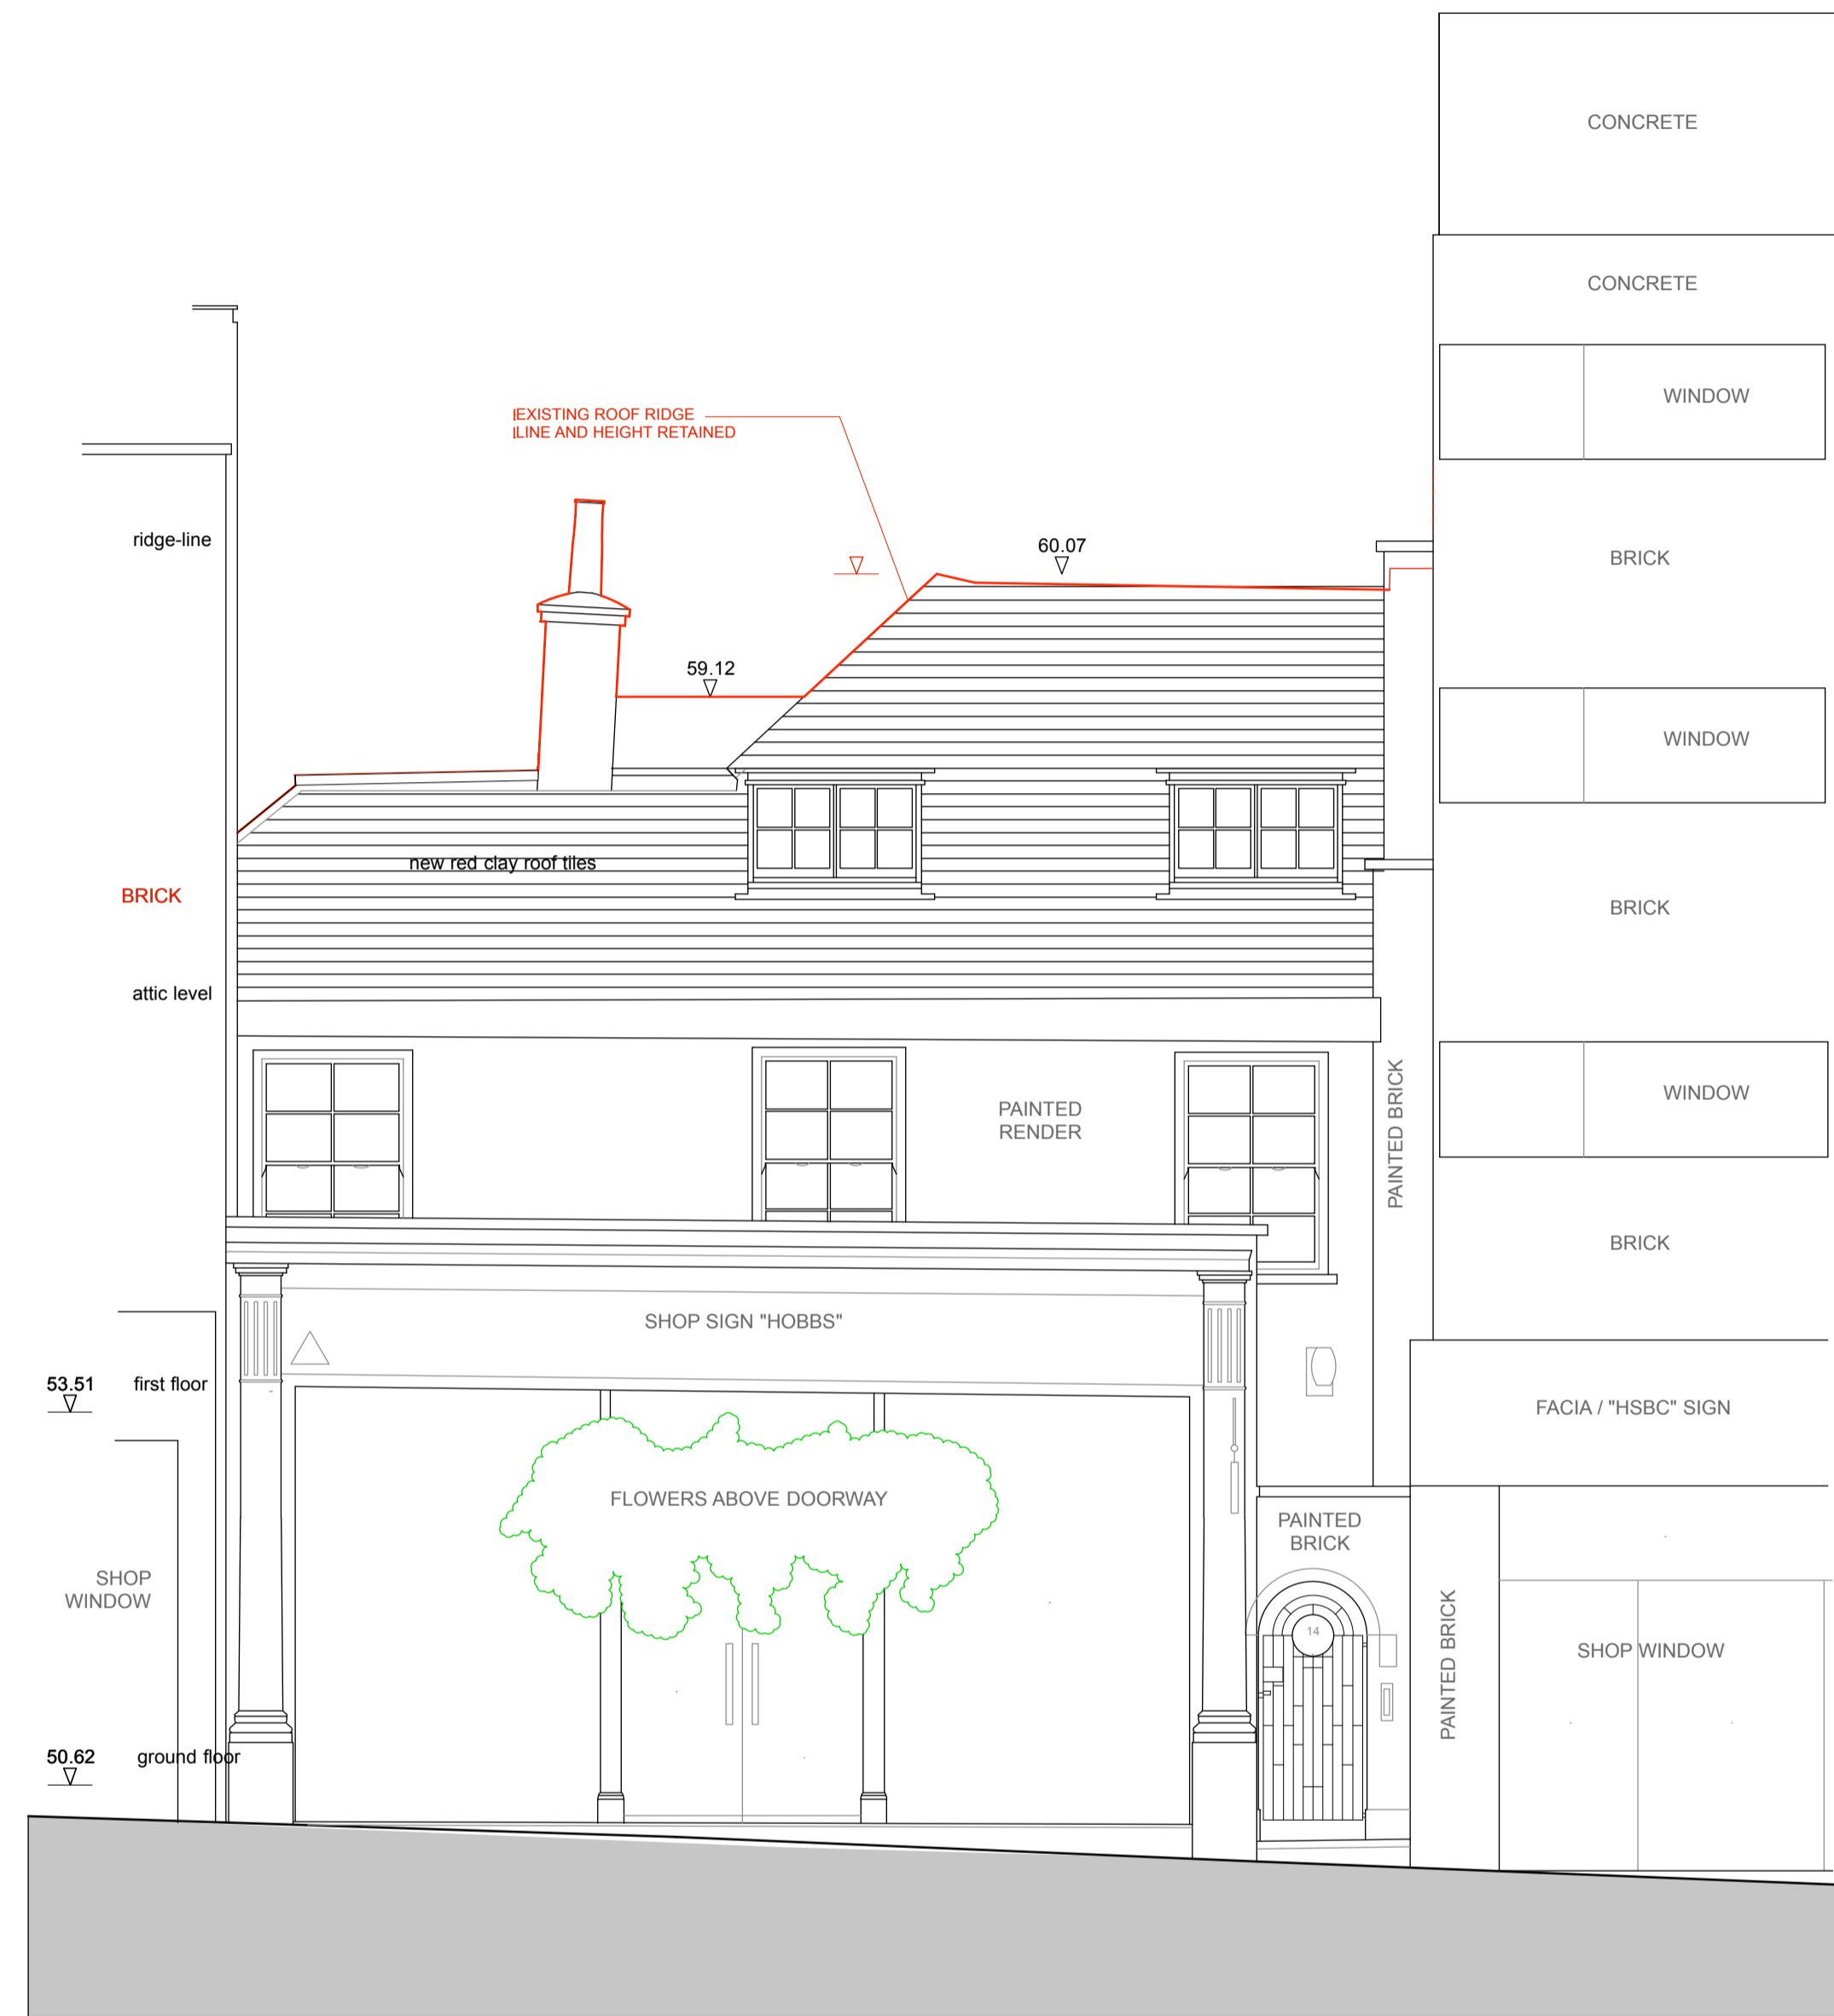 CONCRETE
CONCRETE
WINDOW
EXISTING ROOF RIDGE
LINE AND HEIGHT RETAINED
ridge-line
60.07
BRICK
59.12
WINDOW
new red clay roof tiles
BRICK
BRICK
attic level
WINDOW
PAINTED
RENDER
PAINTED BRICK
BRICK
SHOP SIGN "HOBBS"
53.51 first floor
FACIA / "HSBC" SIGN
FLOWERS ABOVE DOORWAY
PAINTED
BRICK
SHOP
WINDOW
14
PAINTED BRICK
SHOP WINDOW
50.62 ground floor